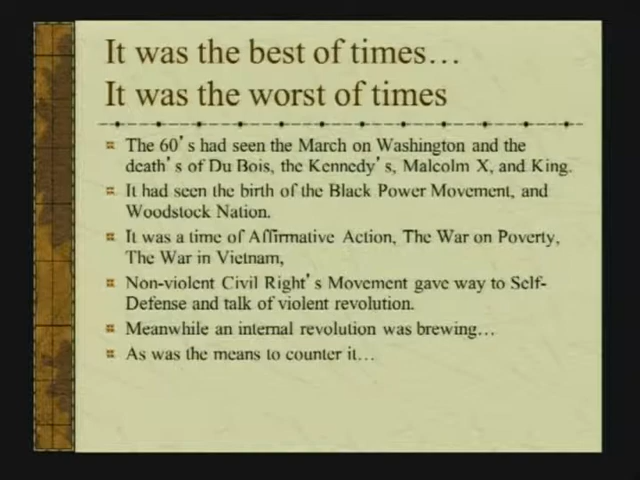 It was the best of times…
It was the worst of times
The 60's had seen the March on Washington and the
death's of Du Bois, the Kennedy's, Malcolm X, and King.
It had seen the birth of the Black Power Movement, and
Woodstock Nation.
It was a time of Affirmative Action, The War on Poverty,
The War in Vietnam,
Non-violent Civil Right's Movement gave way to Self-
Defense and talk of violent revolution.
Meanwhile an internal revolution was brewing…
As was the means to counter it…